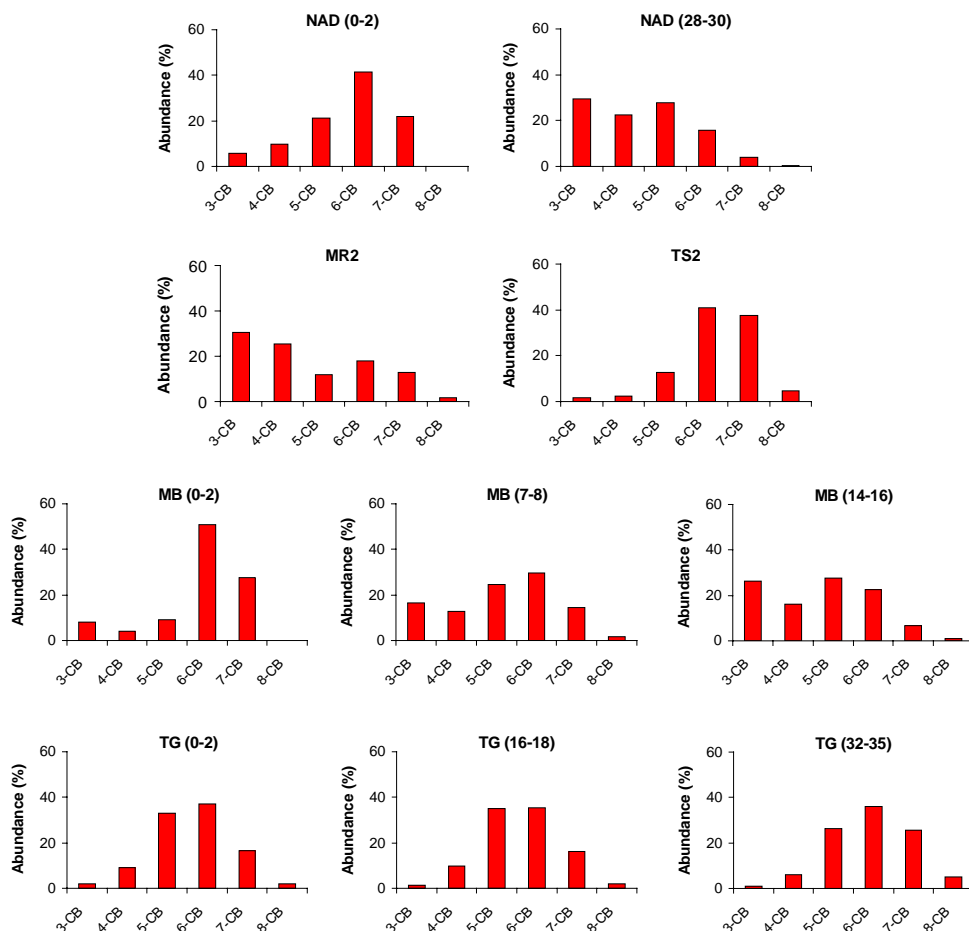 NAD (0-2)
Abundance (%)
60
40
20
0
3-CB
4-CB
5-CB
6-CB
7-CB
8-CB
NAD (28-30)
Abundance (%)
60
40
20
0
3-CB
4-CB
5-CB
6-CB
7-CB
8-CB
MR2
Abundance (%)
60
40
20
0
3-CB
4-CB
5-CB
6-CB
7-CB
8-CB
TS2
Abundance (%)
60
40
20
0
3-CB
4-CB
5-CB
6-CB
7-CB
8-CB
MB (0-2)
Abundance (%)
60
40
20
0
3-CB
4-CB
5-CB
6-CB
7-CB
8-CB
MB (7-8)
Abundance (%)
60
40
20
0
3-CB
4-CB
5-CB
6-CB
7-CB
8-CB
MB (14-16)
Abundance (%)
60
40
20
0
3-CB
4-CB
5-CB
6-CB
7-CB
8-CB
TG (0-2)
Abundance (%)
60
40
20
0
3-CB
4-CB
5-CB
6-CB
7-CB
8-CB
TG (16-18)
Abundance (%)
60
40
20
0
3-CB
4-CB
5-CB
6-CB
7-CB
8-CB
TG (32-35)
Abundance (%)
60
40
20
0
3-CB
4-CB
5-CB
6-CB
7-CB
8-CB